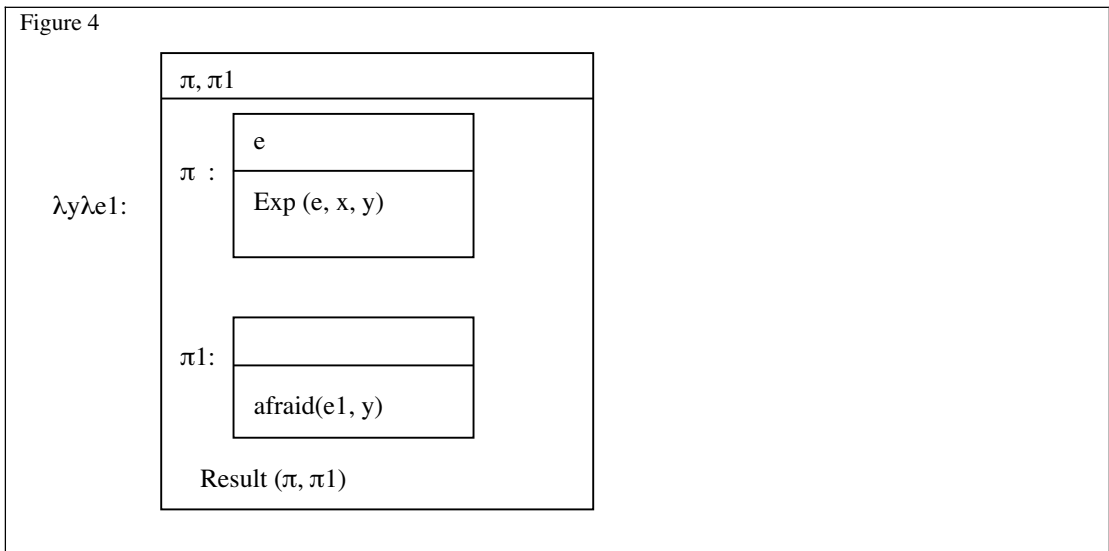 Figure 4
π, π1
e
π :
λyλe1:
Exp (e, x, y)
π1:
afraid(e1, y)
Result (π, π1)